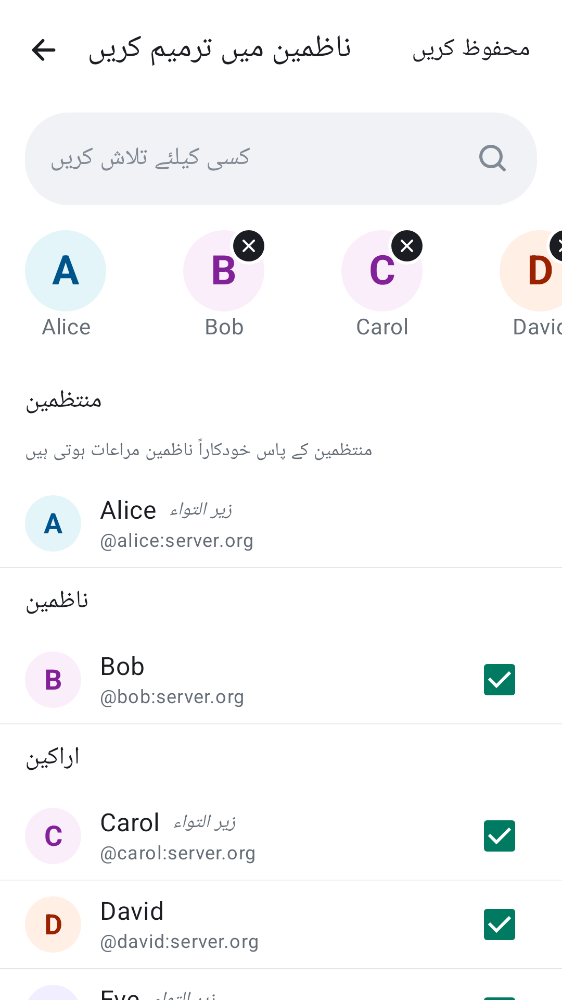 ناظمین میں ترمیم کریں
محفوظ کریں
کسی کیلئے تلاش کریں
A B C D
Alice Bob Carol David
منتظمین
منتظمین کے پاس خودکاراً ناظمین مراعات ہوتی ہیں
A
Alice زیر التواء
@alice:server.org
ناظمین
B
Bob
@bob:server.org
اراکین
C
Carol زیر التواء
@carol:server.org
D
David
@david:server.org
Eve زیر التواء